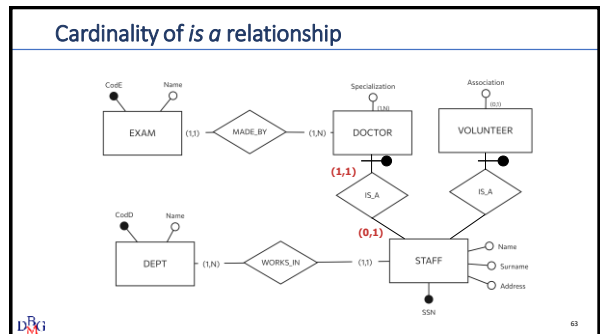 Cardinality of is a relationship
CodE
Name
EXAM
(1,1)
MADE_BY
(1,N)
Specialization
(1,N)
DOCTOR
Association
(0,1)
VOLUNTEER
(1,1)
IS_A
IS_A
(0,1)
CodD
Name
DEPT
(1,N)
WORKS_IN
(1,1)
STAFF
Name
Surname
Address
SSN
DBMG
63